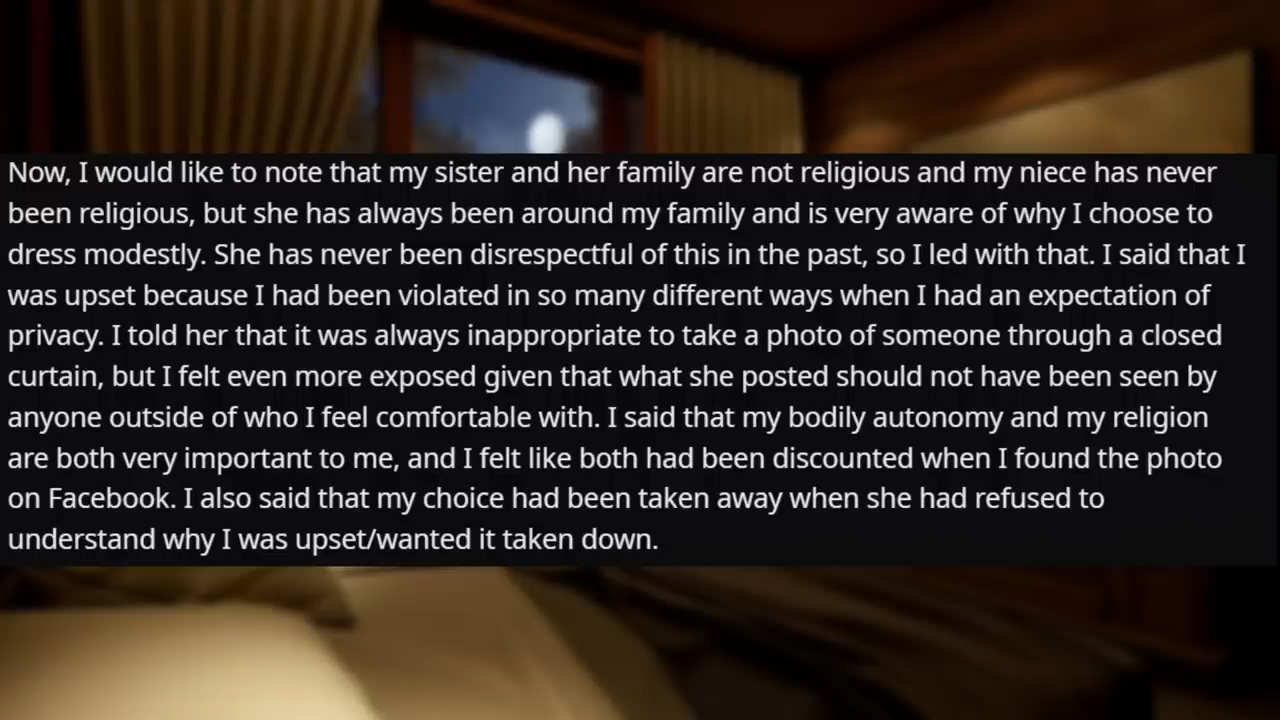 Now, I would like to note that my sister and her family are not religious and my niece has never
been religious, but she has always been around my family and is very aware of why I choose to
dress modestly. She has never been disrespectful of this in the past, so I led with that. I said that I
was upset because I had been violated in so many different ways when I had an expectation of
privacy. I told her that it was always inappropriate to take a photo of someone through a closed
curtain, but I felt even more exposed given that what she posted should not have been seen by
anyone outside of who I feel comfortable with. I said that my bodily autonomy and my religion
are both very important to me, and I felt like both had been discounted when I found the photo
on Facebook. I also said that my choice had been taken away when she had refused to
understand why I was upset/wanted it taken down.